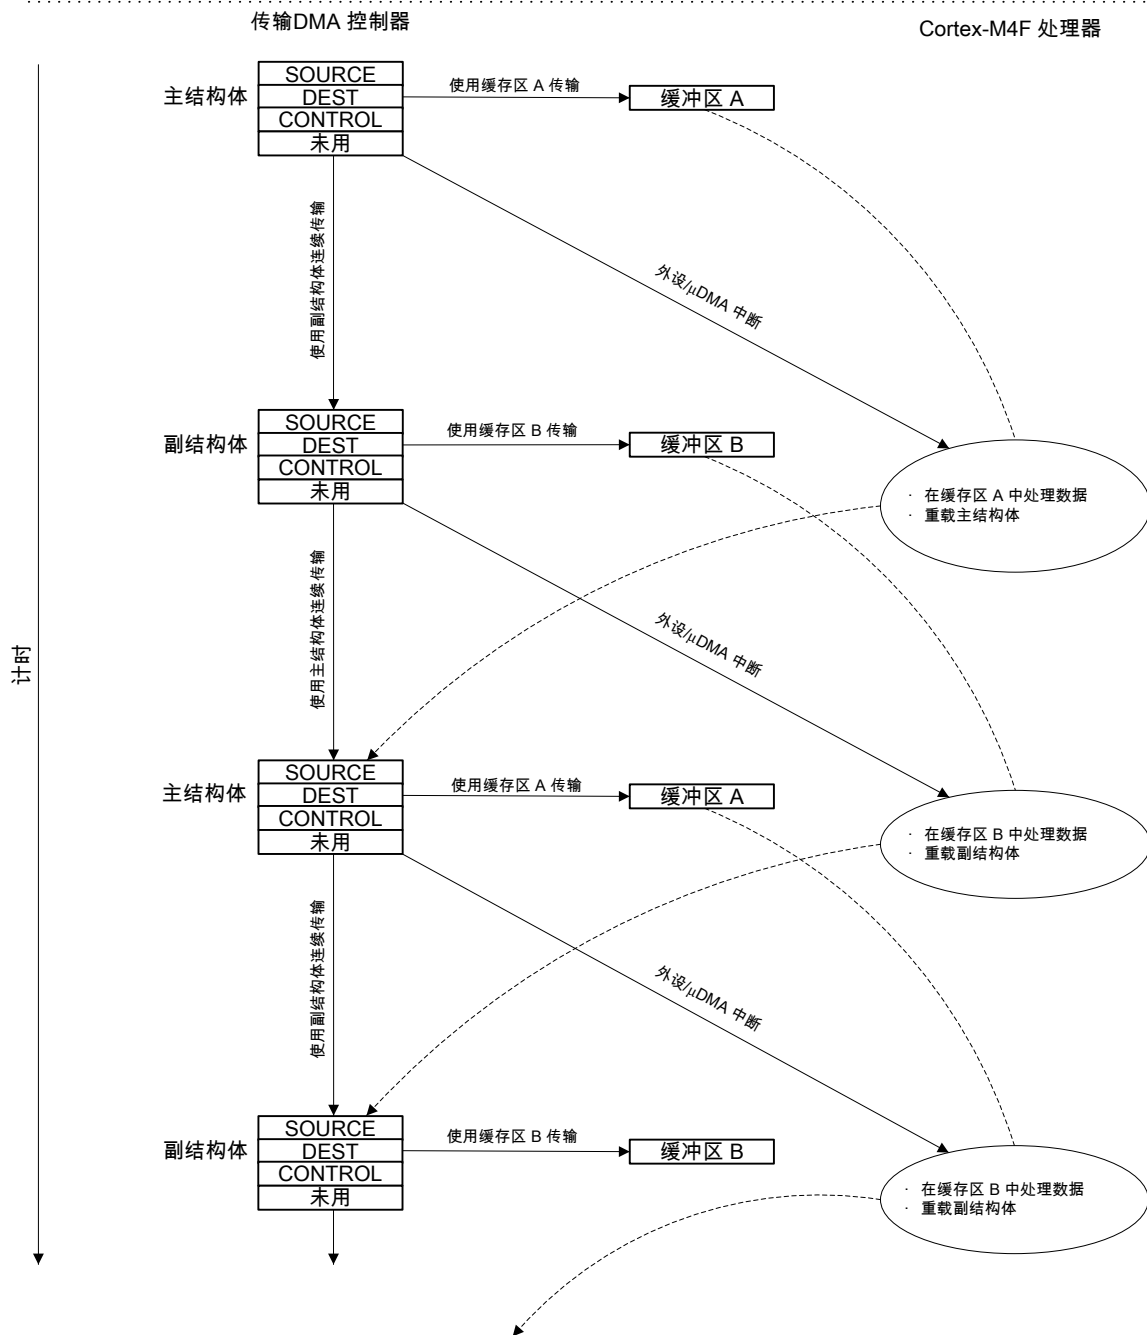 传输DMA 控制器
Cortex-M4F 处理器
计时
主结构体
SOURCE
DEST
CONTROL
未用
使用缓存区 A 传输
缓冲区 A
使用副结构体连续传输
外设/μDMA 中断
副结构体
SOURCE
DEST
CONTROL
未用
使用缓存区 B 传输
缓冲区 B
· 在缓存区 A 中处理数据
· 重载主结构体
使用主结构体连续传输
外设/μDMA 中断
主结构体
SOURCE
DEST
CONTROL
未用
使用缓存区 A 传输
缓冲区 A
· 在缓存区 B 中处理数据
· 重载副结构体
使用副结构体连续传输
外设/μDMA 中断
副结构体
SOURCE
DEST
CONTROL
未用
使用缓存区 B 传输
缓冲区 B
· 在缓存区 B 中处理数据
· 重载副结构体